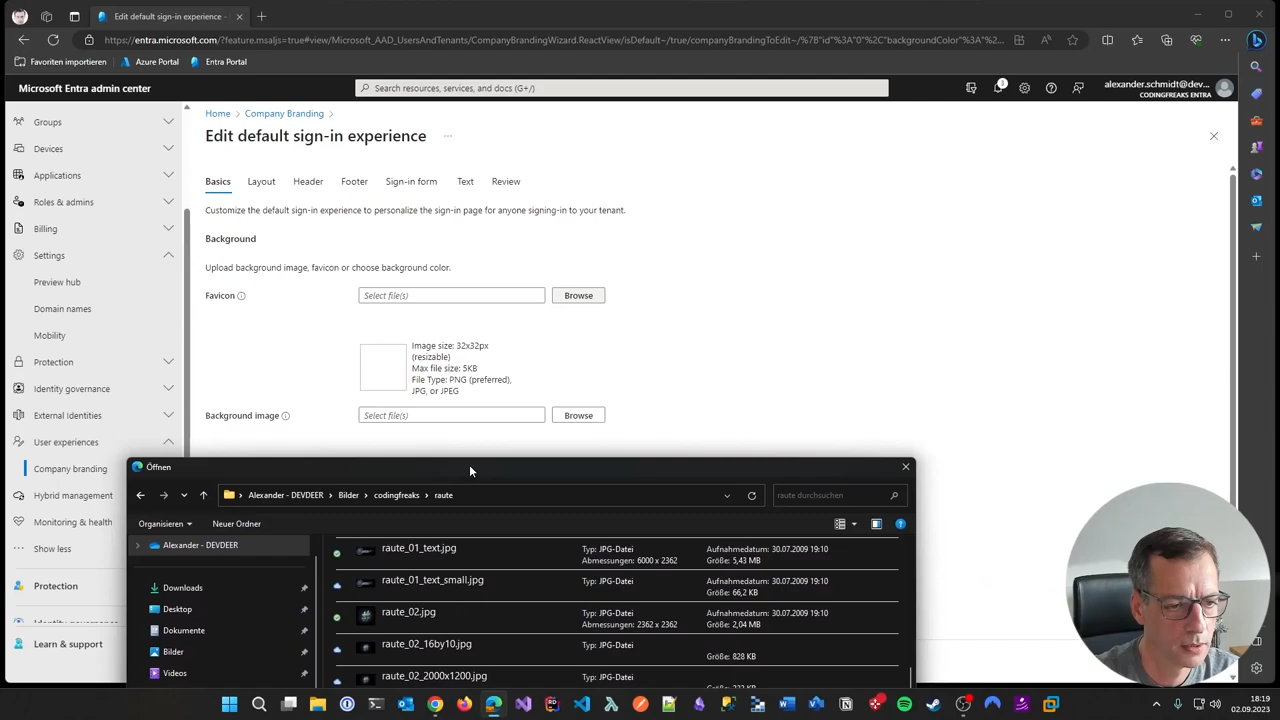 Edit default sign-in experience -
https://entra.microsoft.com/?feature.msaljs=true#view/Microsoft_AAD_UsersAndTenants/CompanyBrandingWizard.ReactView/isDefault~/true/companyBrandingToEdit~/%7B"id"%3A"0"%2C"backgroundColor"%3A"%2C...
Favoriten importieren
Azure Portal
Entra Portal
Microsoft Entra admin center
Search resources, services, and docs (G+/)
alexander.schmidt@dev...
CODINGFREAKS ENTRA
Groups
Devices
Applications
Roles & admins
Billing
Settings
Preview hub
Domain names
Mobility
Protection
Identity governance
External Identities
User experiences
Company branding
Hybrid management
Monitoring & health
Show less
Protection
Learn & support
Home > Company Branding >
Edit default sign-in experience ...
Basics Layout Header Footer Sign-in form Text Review
Customize the default sign-in experience to personalize the sign-in page for anyone signing-in to your tenant.
Background
Upload background image, favicon or choose background color.
Favicon
Select file(s)
Browse
Image size: 32x32px
(resizable)
Max file size: 5KB
File Type: PNG (preferred),
JPG, or JPEG
Background image
Select file(s)
Browse
Öffnen
Alexander - DEVDEER > Bilder > codingfreaks > raute
raute durchsuchen
Organisieren
Neuer Ordner
Alexander - DEVDEER
Downloads
Desktop
Dokumente
Bilder
Videos
raute_01_text.jpg
Typ: JPG-Datei
Abmessungen: 6000 x 2362
Aufnahmedatum: 30.07.2009 19:10
Größe: 5,43 MB
raute_01_text_small.jpg
Typ: JPG-Datei
Aufnahmedatum: 30.07.2009 19:10
Größe: 66,2 KB
raute_02.jpg
Typ: JPG-Datei
Abmessungen: 2362 x 2362
Aufnahmedatum: 30.07.2009 19:10
Größe: 2,04 MB
raute_02_16by10.jpg
Typ: JPG-Datei
Größe: 828 KB
raute_02_2000x1200.jpg
Typ: JPG-Datei
18:19
02.09.2023